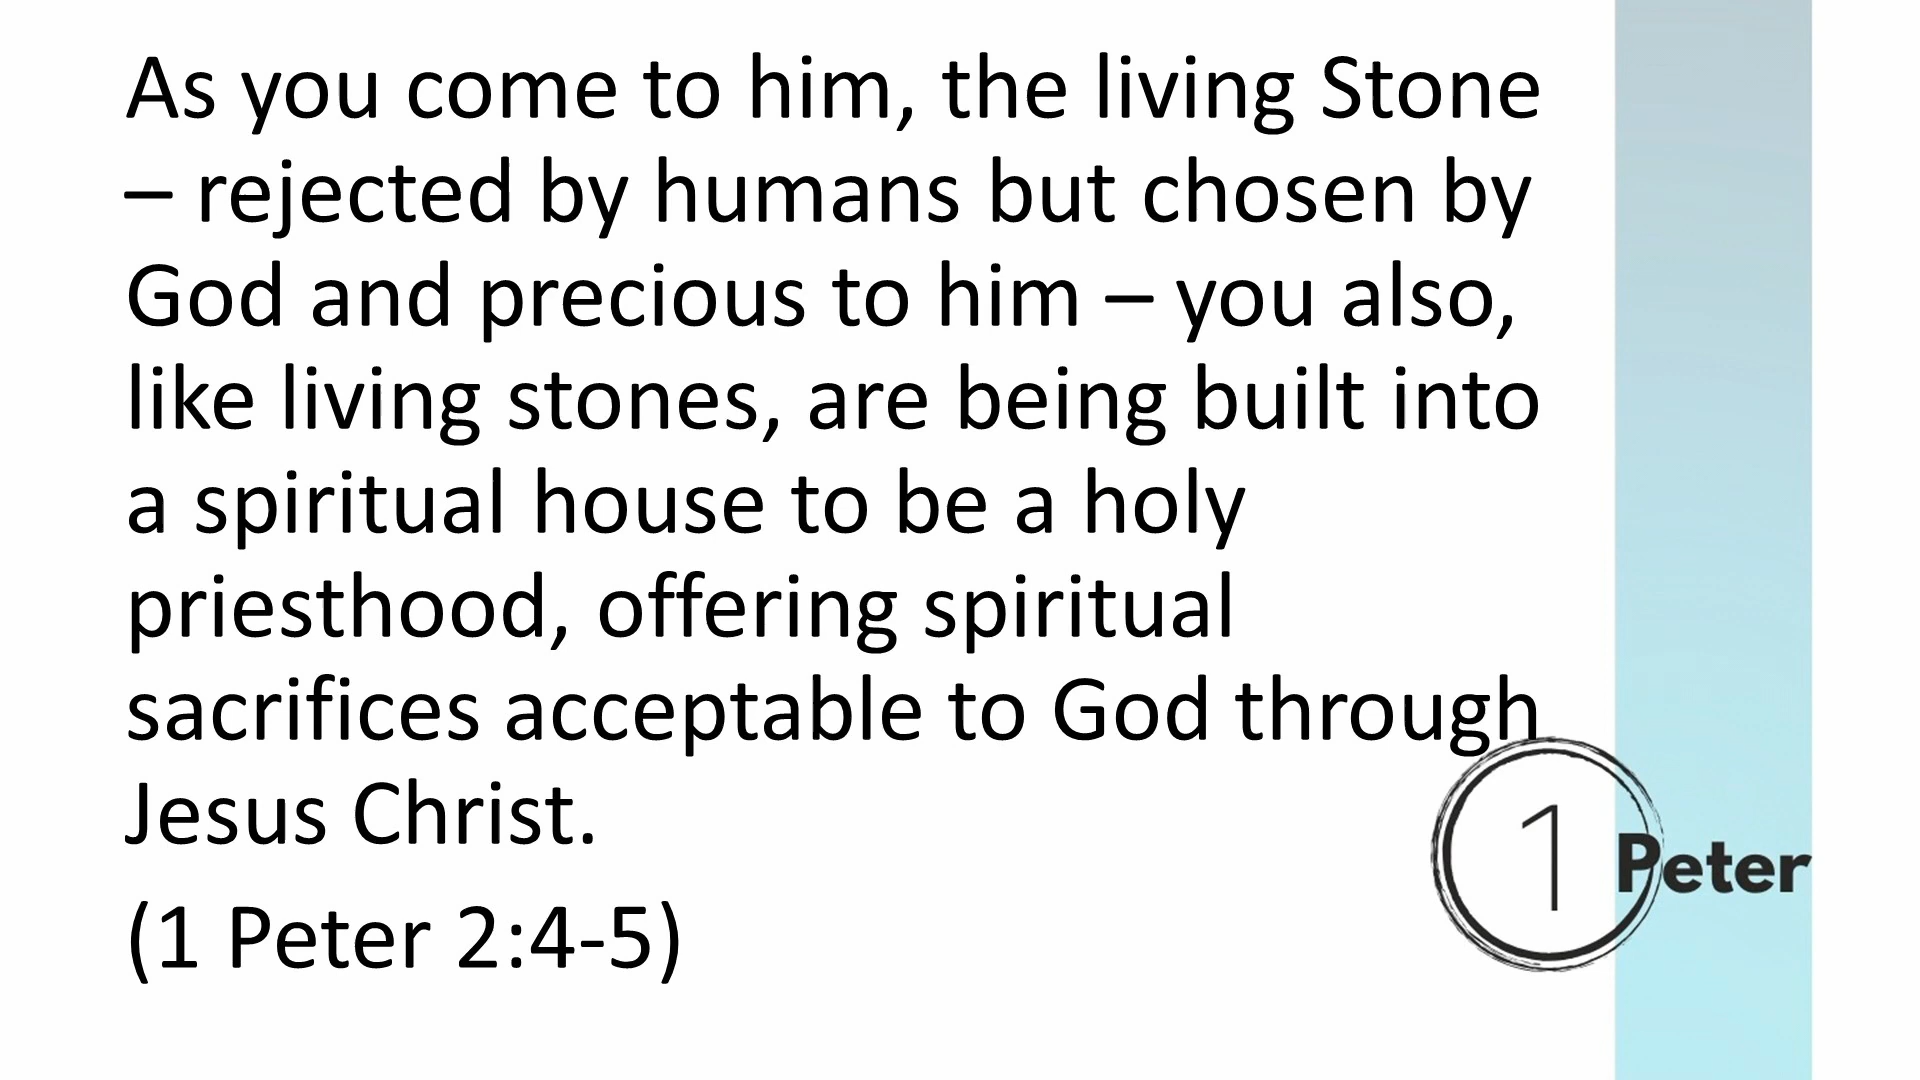 As you come to him, the living Stone
– rejected by humans but chosen by
God and precious to him – you also,
like living stones, are being built into
a spiritual house to be a holy
priesthood, offering spiritual
sacrifices acceptable to God through
Jesus Christ.
(1 Peter 2:4-5)
1 Peter